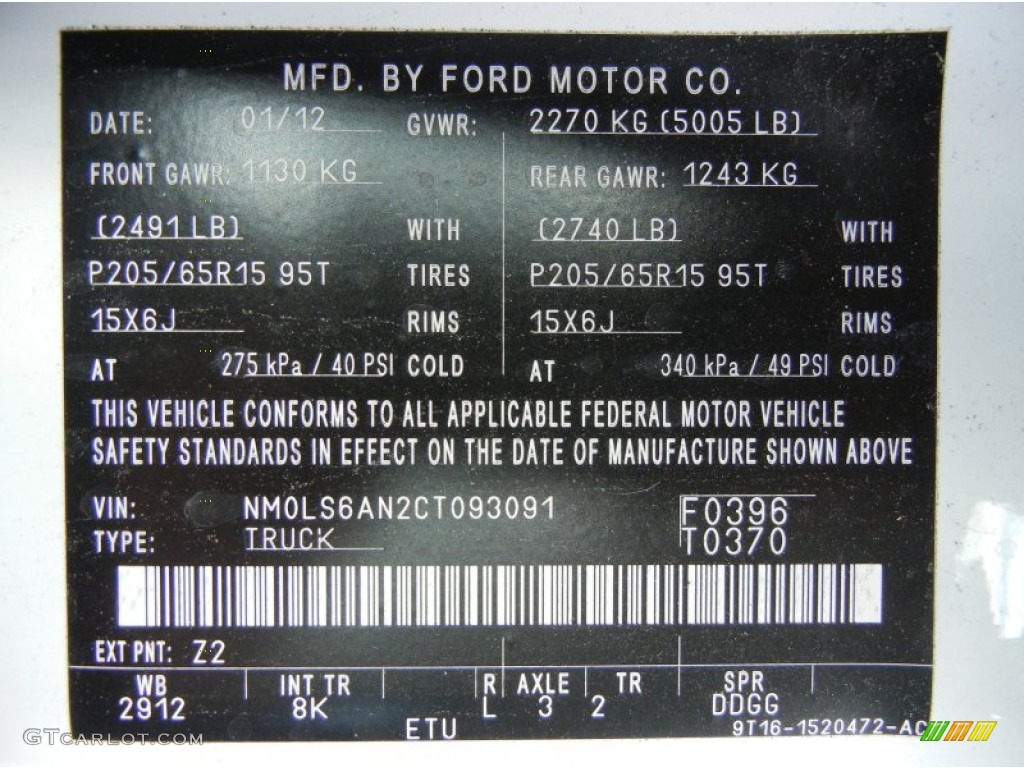 MFD. BY FORD MOTOR CO.
DATE: 01/12 GVWR: 2270 KG (5005 LB)
FRONT GAWR: 1130 KG REAR GAWR: 1243 KG
(2491 LB) WITH (2740 LB) WITH
P205/65R15 95T TIRES P205/65R15 95T TIRES
15X6J RIMS 15X6J RIMS
AT 275 kPa / 40 PSI COLD AT 340 kPa / 49 PSI COLD
THIS VEHICLE CONFORMS TO ALL APPLICABLE FEDERAL MOTOR VEHICLE
SAFETY STANDARDS IN EFFECT ON THE DATE OF MANUFACTURE SHOWN ABOVE
VIN: NM0LS6AN2CT093091 F0396
TYPE: TRUCK T0370
EXT PNT: Z2
WB INT TR R AXLE TR SPR
2912 8K L 3 2 DDGG
ETU 9T16-1520472-AC
GTCarLot.com